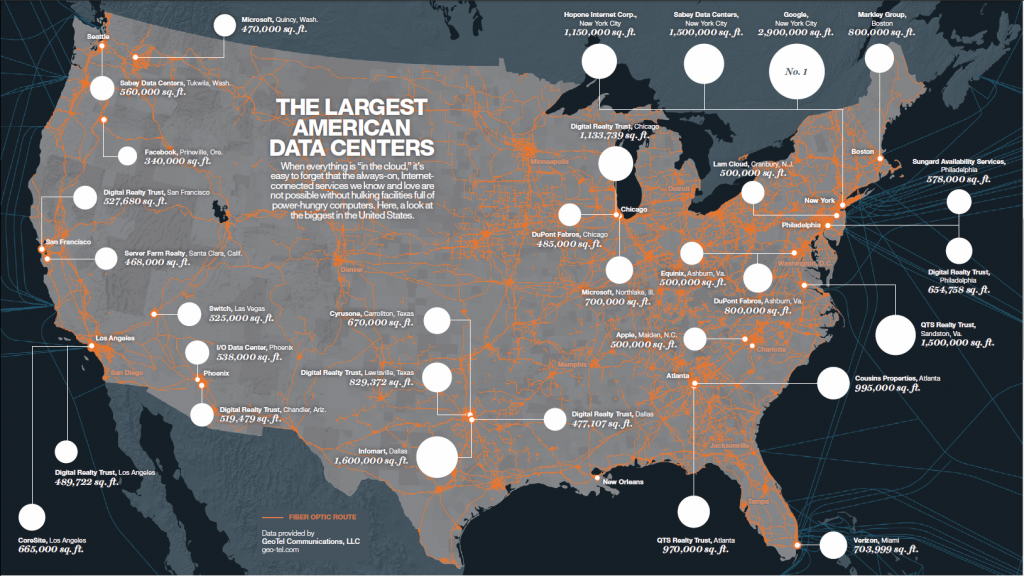 Microsoft, Quincy, Wash.
470,000 sq. ft.
Hopone Internet Corp.,
New York City
1,150,000 sq. ft.
Sabey Data Centers,
New York City
1,500,000 sq. ft.
Google,
New York City
2,900,000 sq. ft.
No. 1
Markley Group,
Boston
800,000 sq. ft.
Seattle
Sabey Data Centers, Tukwila, Wash.
560,000 sq. ft.
THE LARGEST
AMERICAN
DATA CENTERS
When everything is “in the cloud,” it’s
easy to forget that the always-on, Internet-
connected services we know and love are
not possible without hulking facilities full of
power-hungry computers. Here, a look at
the biggest in the United States.
Facebook, Prineville, Ore.
340,000 sq. ft.
Digital Realty Trust, San Francisco
527,680 sq. ft.
San Francisco
Server Farm Realty, Santa Clara, Calif.
468,000 sq. ft.
Digital Realty Trust, Chicago
1,133,739 sq. ft.
Minneapolis
Detroit
Chicago
DuPont Fabros, Chicago
485,000 sq. ft.
Microsoft, Northlake, Ill.
700,000 sq. ft.
Lam Cloud, Cranbury, N.J.
500,000 sq. ft.
Boston
New York
Philadelphia
Washington D.C.
Sungard Availability Services,
Philadelphia
578,000 sq. ft.
Digital Realty Trust,
Philadelphia
654,758 sq. ft.
Equinix, Ashburn, Va.
500,000 sq. ft.
DuPont Fabros, Ashburn, Va.
800,000 sq. ft.
QTS Realty Trust,
Sandston, Va.
1,500,000 sq. ft.
Denver
Switch, Las Vegas
525,000 sq. ft.
Los Angeles
San Diego
I/O Data Center, Phoenix
538,000 sq. ft.
Phoenix
Digital Realty Trust, Chandler, Ariz.
519,479 sq. ft.
Cyrusone, Carrollton, Texas
670,000 sq. ft.
Digital Realty Trust, Lewisville, Texas
829,372 sq. ft.
Digital Realty Trust, Dallas
477,107 sq. ft.
Infomart, Dallas
1,600,000 sq. ft.
Apple, Maiden, N.C.
500,000 sq. ft.
Charlotte
Memphis
Atlanta
Cousins Properties, Atlanta
995,000 sq. ft.
Jacksonville
Tampa
New Orleans
QTS Realty Trust, Atlanta
970,000 sq. ft.
Verizon, Miami
703,999 sq. ft.
Digital Realty Trust, Los Angeles
489,722 sq. ft.
CoreSite, Los Angeles
665,000 sq. ft.
FIBER OPTIC ROUTE
Data provided by
GeoTel Communications, LLC
geo-tel.com